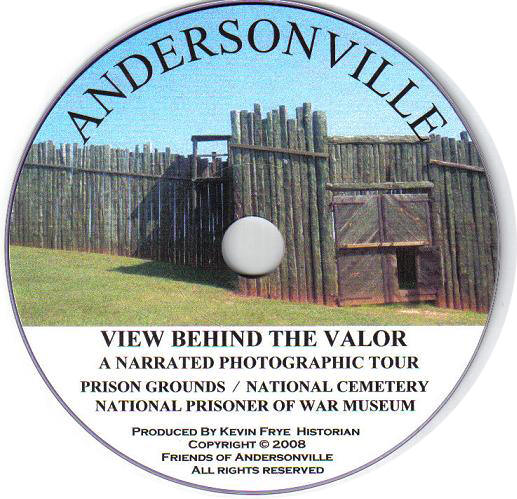 ANDERSONVILLE
VIEW BEHIND THE VALOR
A NARRATED PHOTOGRAPHIC TOUR
PRISON GROUNDS / NATIONAL CEMETERY
NATIONAL PRISONER OF WAR MUSEUM
PRODUCED BY KEVIN FRYE HISTORIAN
COPYRIGHT © 2008
FRIENDS OF ANDERSONVILLE
ALL RIGHTS RESERVED